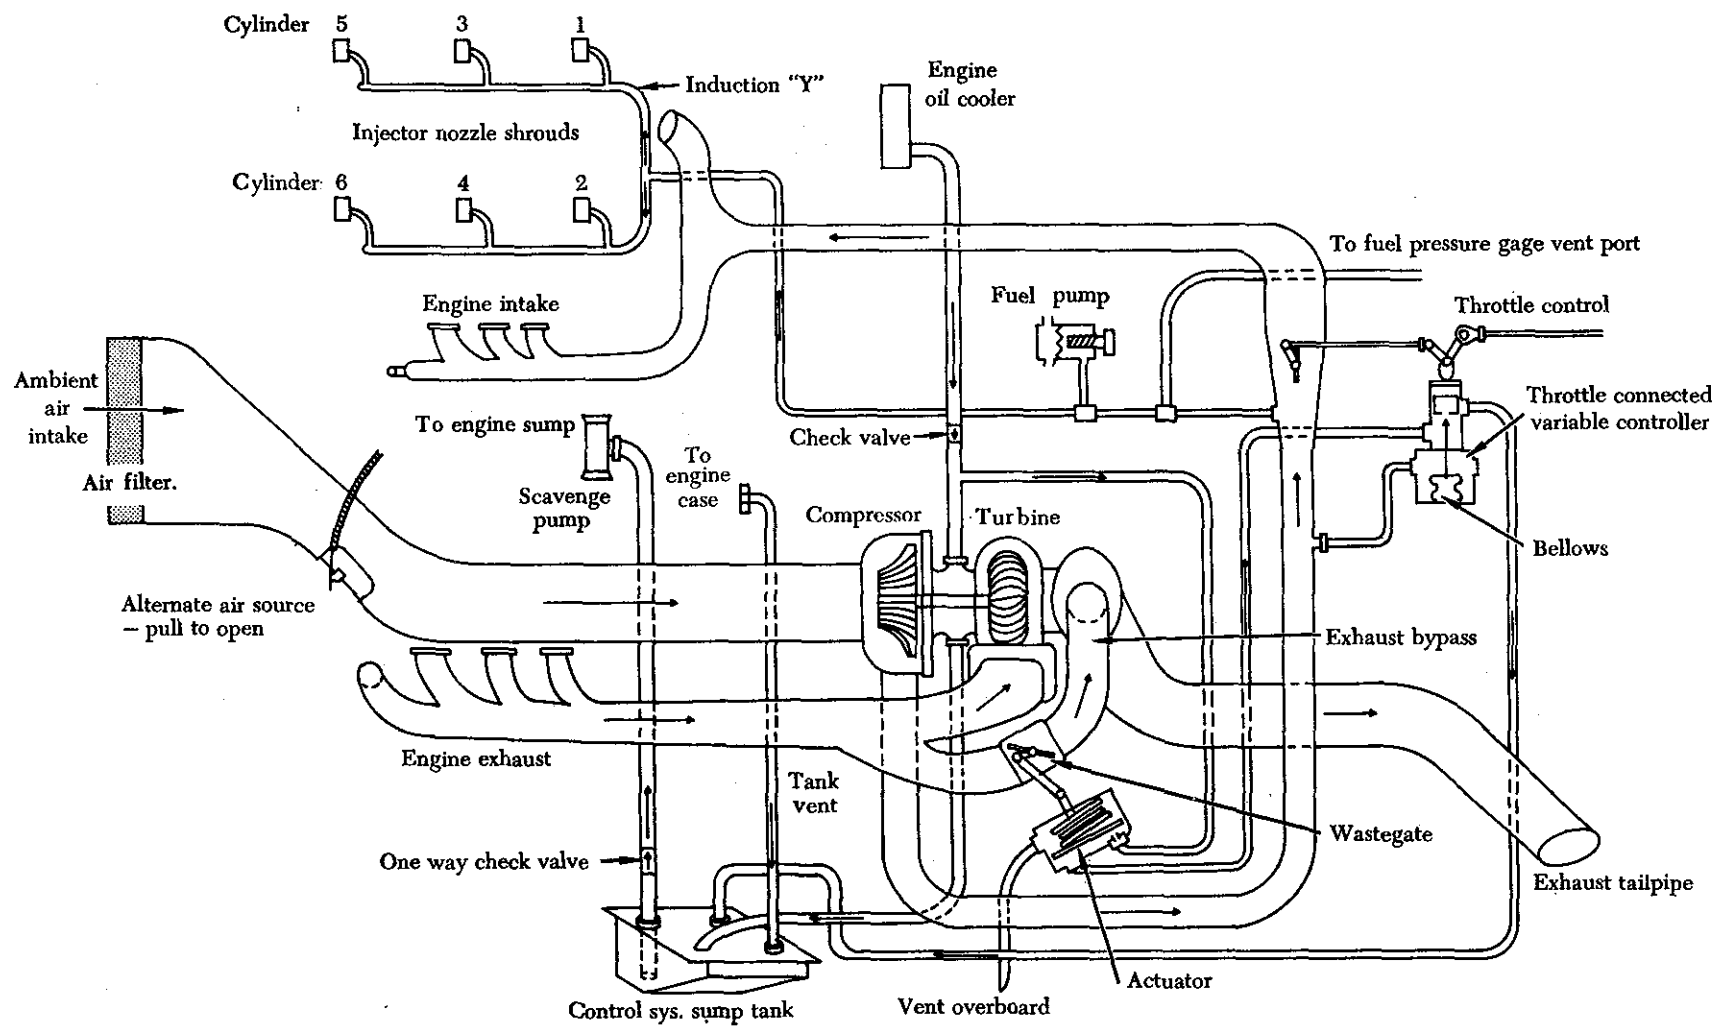 Cylinder 5 3 1
Induction "Y"
Injector nozzle shrouds
Cylinder 6 4 2
Engine
oil cooler
To fuel pressure gage vent port
Engine intake
Fuel pump
Throttle control
Ambient
air
intake
Throttle connected
variable controller
To engine sump
Check valve
To
engine
case
Air filter.
Scavenge
pump
Compressor
Turbine
Bellows
Alternate air source
– pull to open
Exhaust bypass
Engine exhaust
Tank
vent
Wastegate
One way check valve
Exhaust tailpipe
Actuator
Control sys. sump tank
Vent overboard